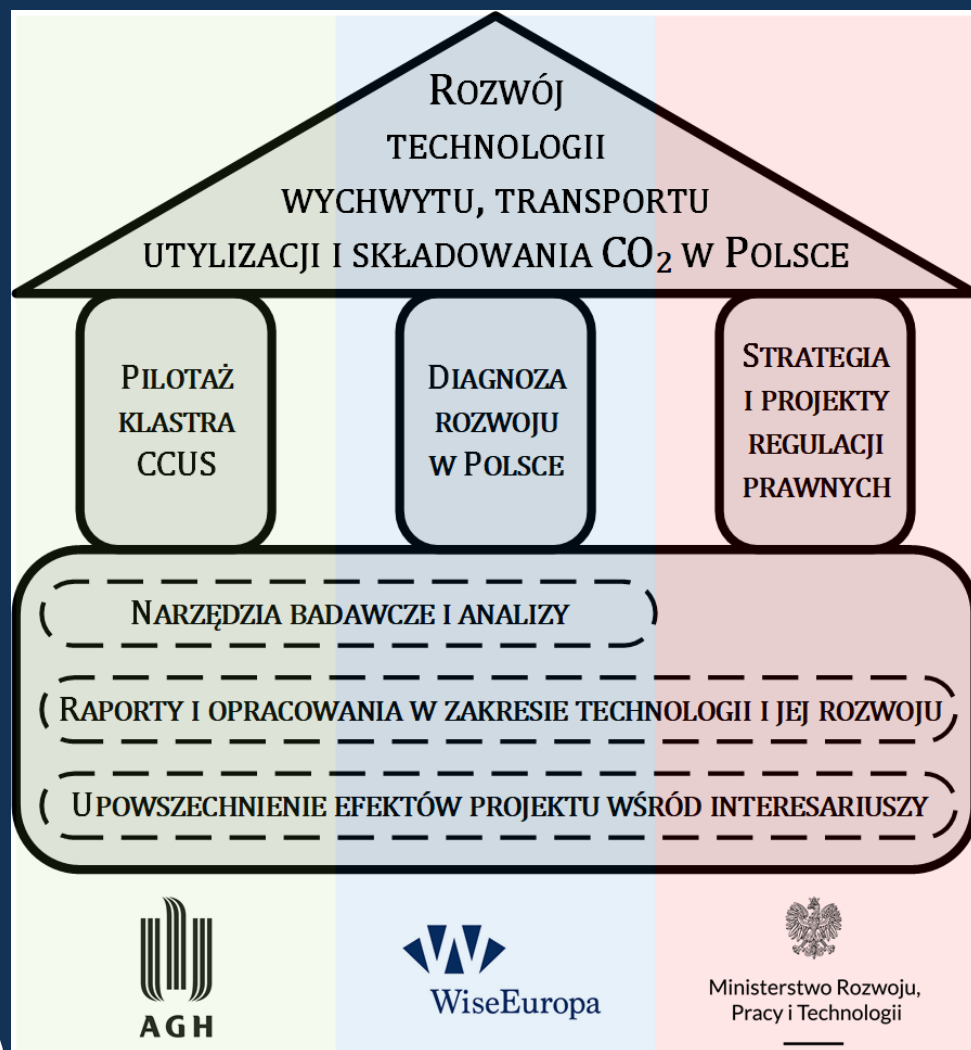 Rozwój
technologii
wychwytu, transportu
utylizacji i składowania CO₂ w Polsce
Pilotaż
klastra
CCUS
Diagnoza
rozwoju
w Polsce
Strategia
i projekty
regulacji
prawnych
Narzędzia badawcze i analizy
Raporty i opracowania w zakresie technologii i jej rozwoju
Upowszechnienie efektów projektu wśród interesariuszy
AGH
WiseEuropa
Ministerstwo Rozwoju,
Pracy i Technologii